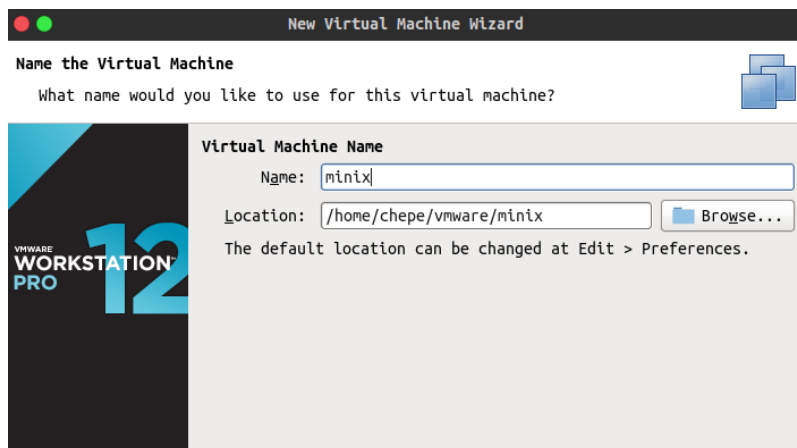 New Virtual Machine Wizard
Name the Virtual Machine
What name would you like to use for this virtual machine?
Virtual Machine Name
Name: minix
Location: /home/chepe/vmware/minix Browse...
The default location can be changed at Edit > Preferences.
VMWARE
WORKSTATION™
PRO 12